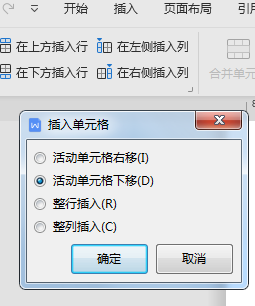 开始 插入 页面布局 引用
在上方插入行 在左侧插入列
在下方插入行 在右侧插入列 合并单元
插入单元格
活动单元格右移(I)
活动单元格下移(D)
整行插入(R)
整列插入(C)
确定 取消